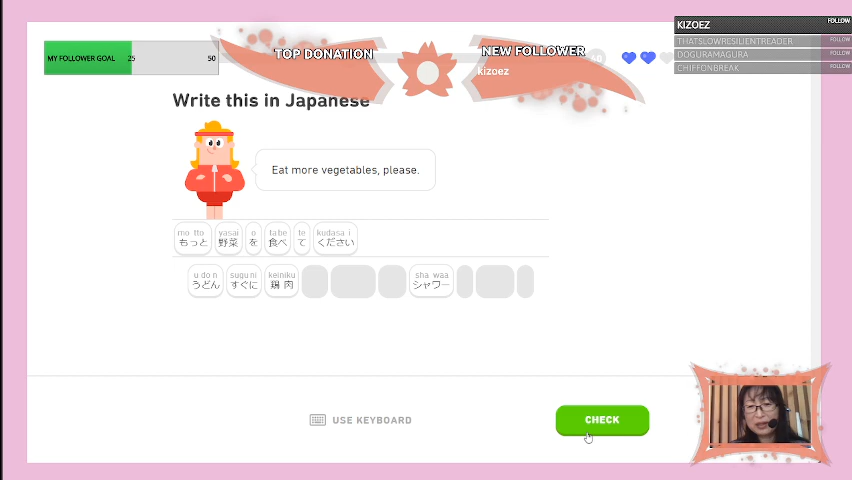 MY FOLLOWER GOAL 25 50
TOP DONATION
NEW FOLLOWER
kizoez
KIZOEZ FOLLOW
THATSLOWRESILIENTREADER FOLLOW
DOGURAMAGURA FOLLOW
CHIFFONBREAK FOLLOW
Write this in Japanese
Eat more vegetables, please.
mo tto yasai o tabe te kudasa i
もっと 野菜 を 食べ て ください
u do n sugu ni keiniku sha waa
うどん すぐに 鶏肉 シャワー
USE KEYBOARD
CHECK